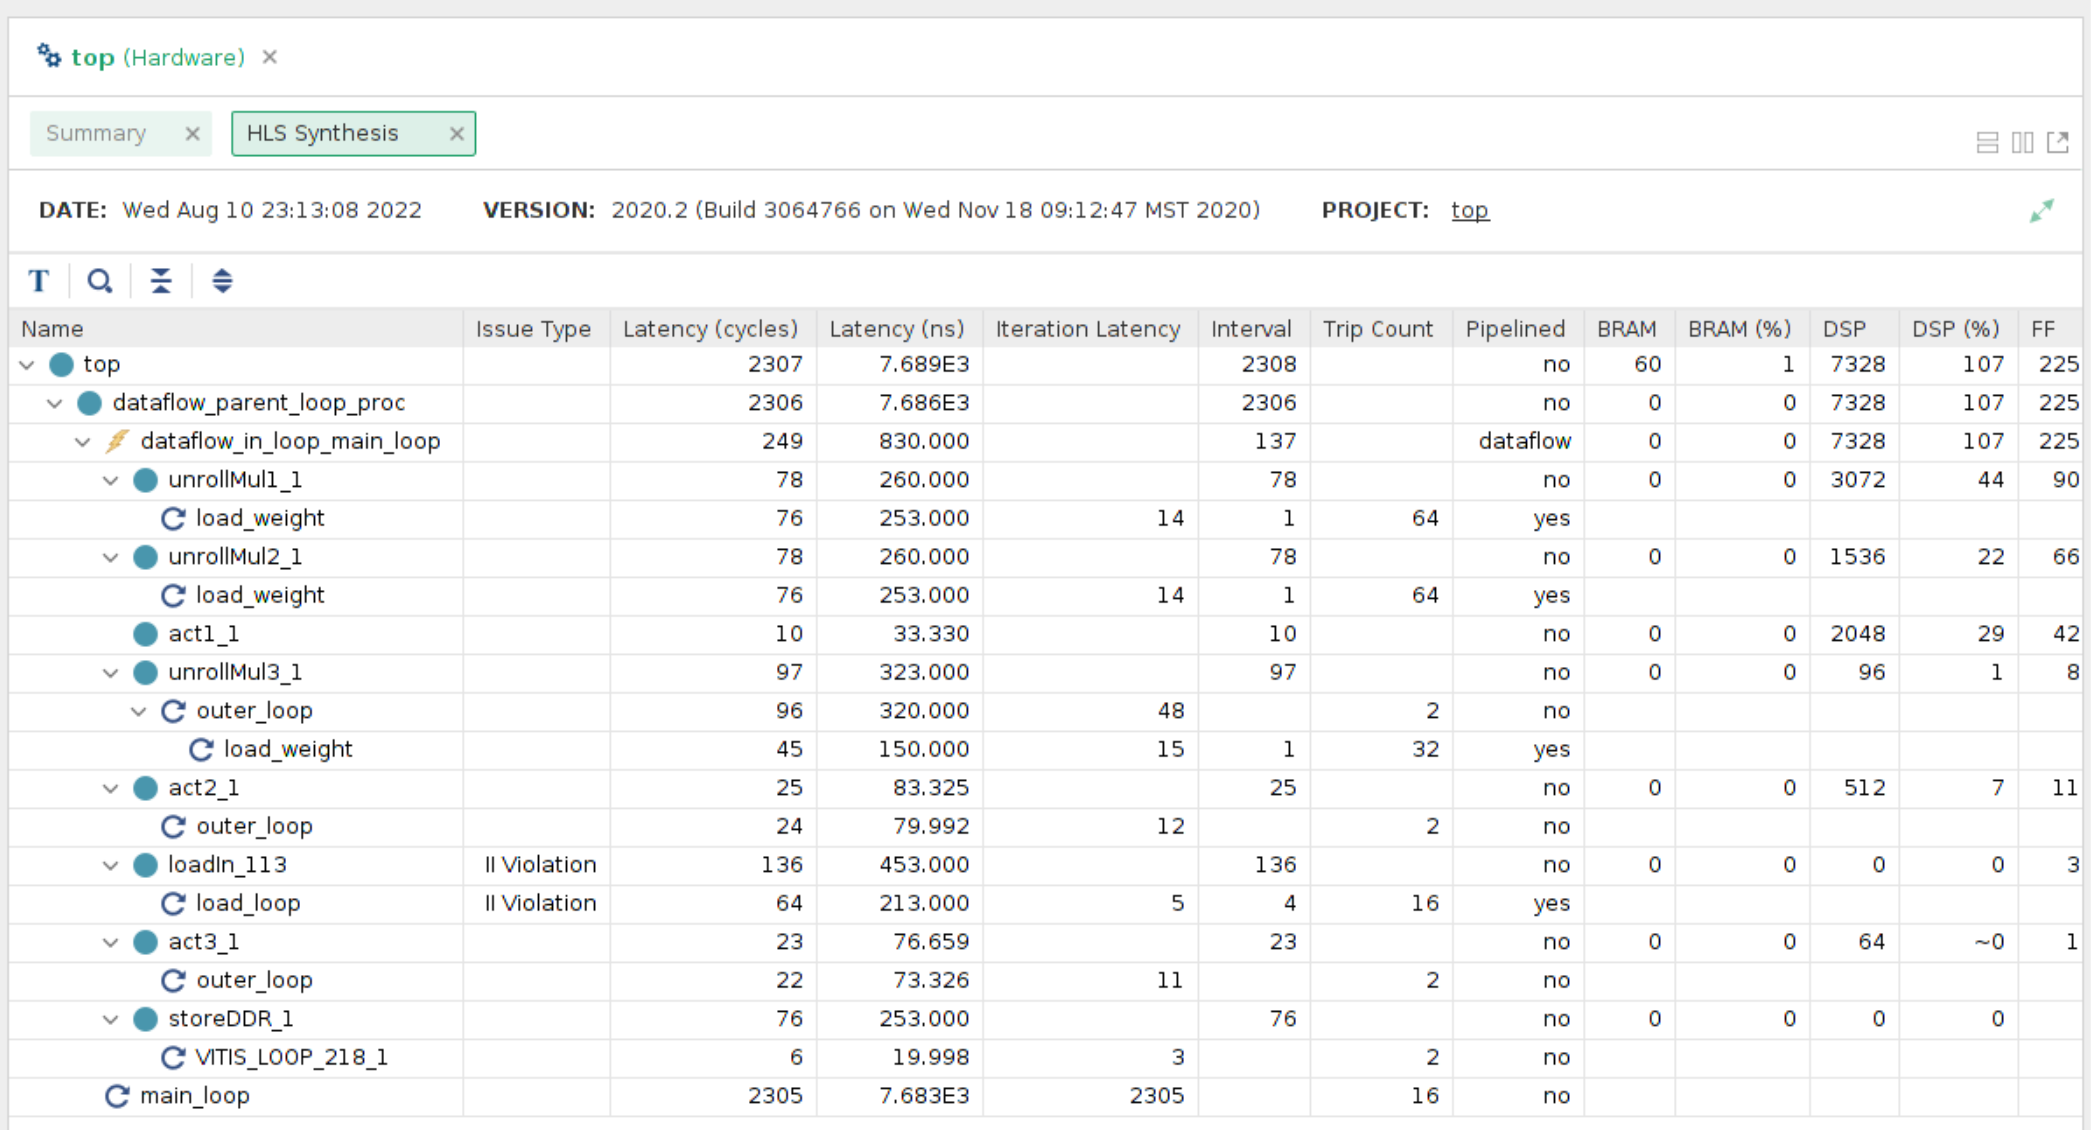 top (Hardware)
Summary HLS Synthesis
DATE: Wed Aug 10 23:13:08 2022 VERSION: 2020.2 (Build 3064766 on Wed Nov 18 09:12:47 MST 2020) PROJECT: top
T
Name Issue Type Latency (cycles) Latency (ns) Iteration Latency Interval Trip Count Pipelined BRAM BRAM (%) DSP DSP (%) FF
top 2307 7.689E3 2308 no 60 1 7328 107 225
dataflow_parent_loop_proc 2306 7.686E3 2306 no 0 0 7328 107 225
dataflow_in_loop_main_loop 249 830.000 137 dataflow 0 0 7328 107 225
unrollMul1_1 78 260.000 78 no 0 0 3072 44 90
load_weight 76 253.000 14 1 64 yes
unrollMul2_1 78 260.000 78 no 0 0 1536 22 66
load_weight 76 253.000 14 1 64 yes
act1_1 10 33.330 10 no 0 0 2048 29 42
unrollMul3_1 97 323.000 97 no 0 0 96 1 8
outer_loop 96 320.000 48 2 no
load_weight 45 150.000 15 1 32 yes
act2_1 25 83.325 25 no 0 0 512 7 11
outer_loop 24 79.992 12 2 no
loadIn_113 II Violation 136 453.000 136 no 0 0 0 0 3
load_loop II Violation 64 213.000 5 4 16 yes
act3_1 23 76.659 23 no 0 0 64 ~0 1
outer_loop 22 73.326 11 2 no
storeDDR_1 76 253.000 76 no 0 0 0 0
VITIS_LOOP_218_1 6 19.998 3 2 no
main_loop 2305 7.683E3 2305 16 no